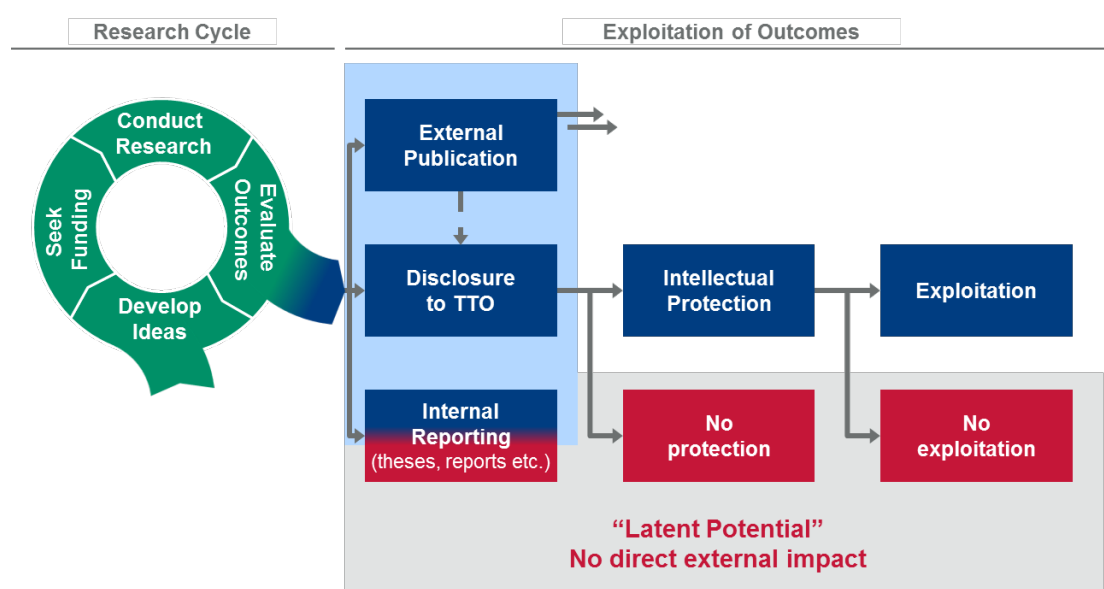 Research Cycle
Exploitation of Outcomes
Conduct
Research
Evaluate
Outcomes
Seek
Funding
Develop
Ideas
External
Publication
Disclosure
to TTO
Intellectual
Protection
Exploitation
Internal
Reporting
(theses, reports etc.)
No
protection
No
exploitation
“Latent Potential”
No direct external impact